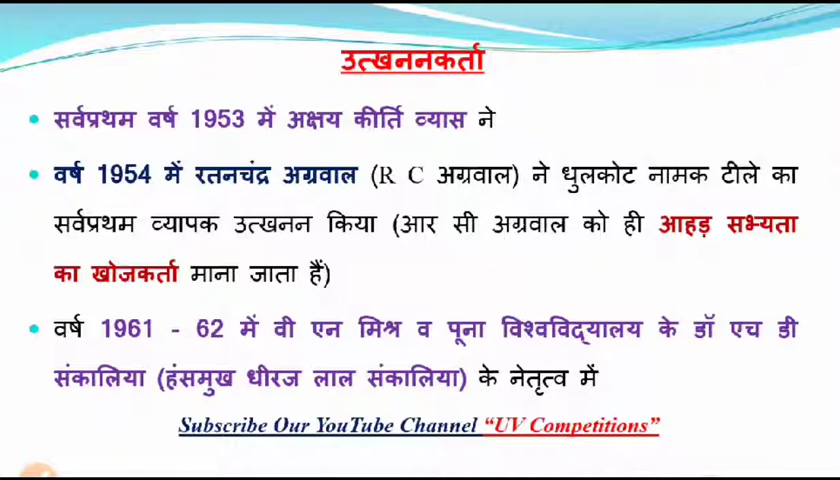 उत्खननकर्ता
सर्वप्रथम वर्ष 1953 में अक्षय कीर्ति व्यास ने
वर्ष 1954 में रतनचंद्र अग्रवाल (R C अग्रवाल) ने धुलकोट नामक टीले का
सर्वप्रथम व्यापक उत्खनन किया (आर सी अग्रवाल को ही आहड़ सभ्यता
का खोजकर्ता माना जाता हैं)
वर्ष 1961 - 62 में वी एन मिश्र व पूना विश्वविद्यालय के डॉ एच डी
संकालिया (हंसमुख धीरज लाल संकालिया) के नेतृत्व में
Subscribe Our YouTube Channel “UV Competitions”